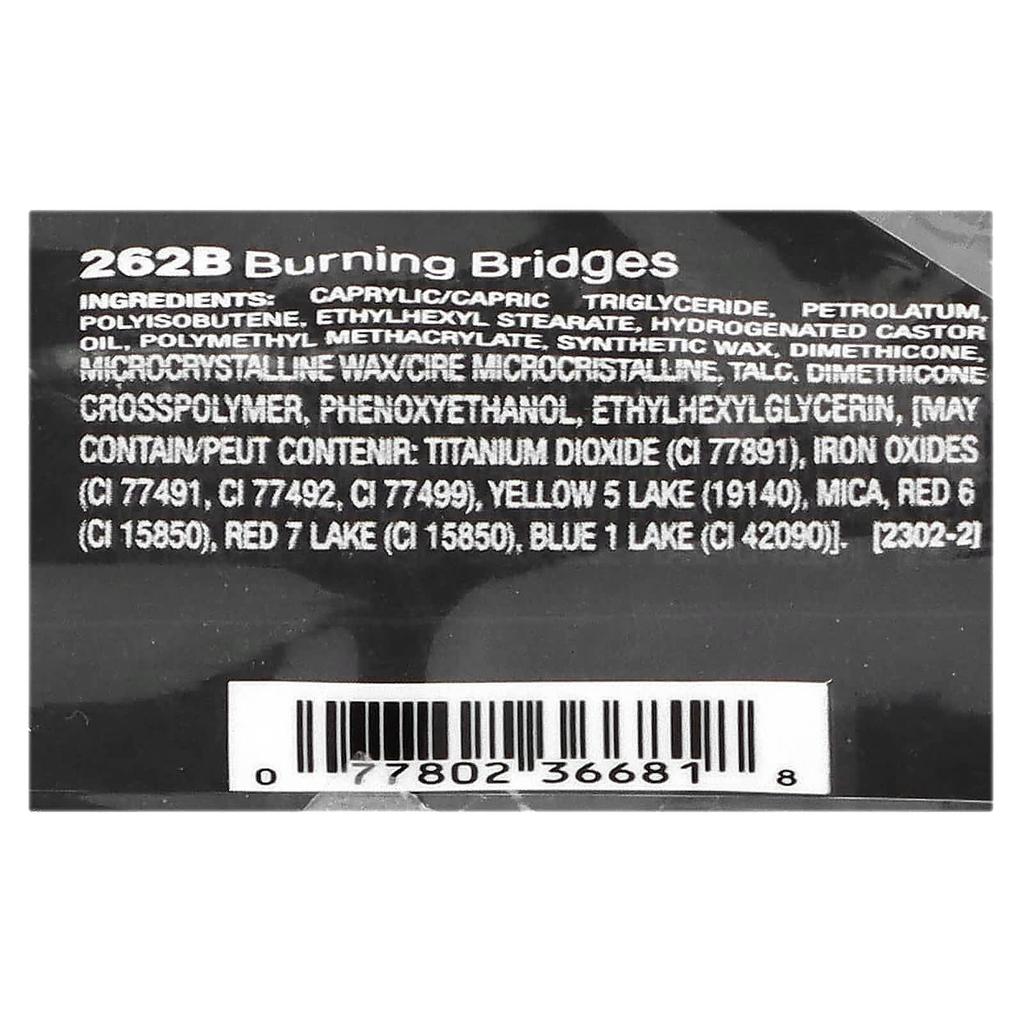 262B Burning Bridges
INGREDIENTS: CAPRYLIC/CAPRIC TRIGLYCERIDE, PETROLATUM,
POLYISOBUTENE, ETHYLHEXYL STEARATE, HYDROGENATED CASTOR
OIL, POLYMETHYL METHACRYLATE, SYNTHETIC WAX, DIMETHICONE,
MICROCRYSTALLINE WAX/CIRE MICROCRISTALLINE, TALC, DIMETHICONE
CROSSPOLYMER, PHENOXYETHANOL, ETHYLHEXYLGLYCERIN, [MAY
CONTAIN/PEUT CONTENIR: TITANIUM DIOXIDE (CI 77891), IRON OXIDES
(CI 77491, CI 77492, CI 77499), YELLOW 5 LAKE (19140), MICA, RED 6
(CI 15850), RED 7 LAKE (CI 15850), BLUE 1 LAKE (CI 42090)]. [2302-2]
0 77802 36681 8